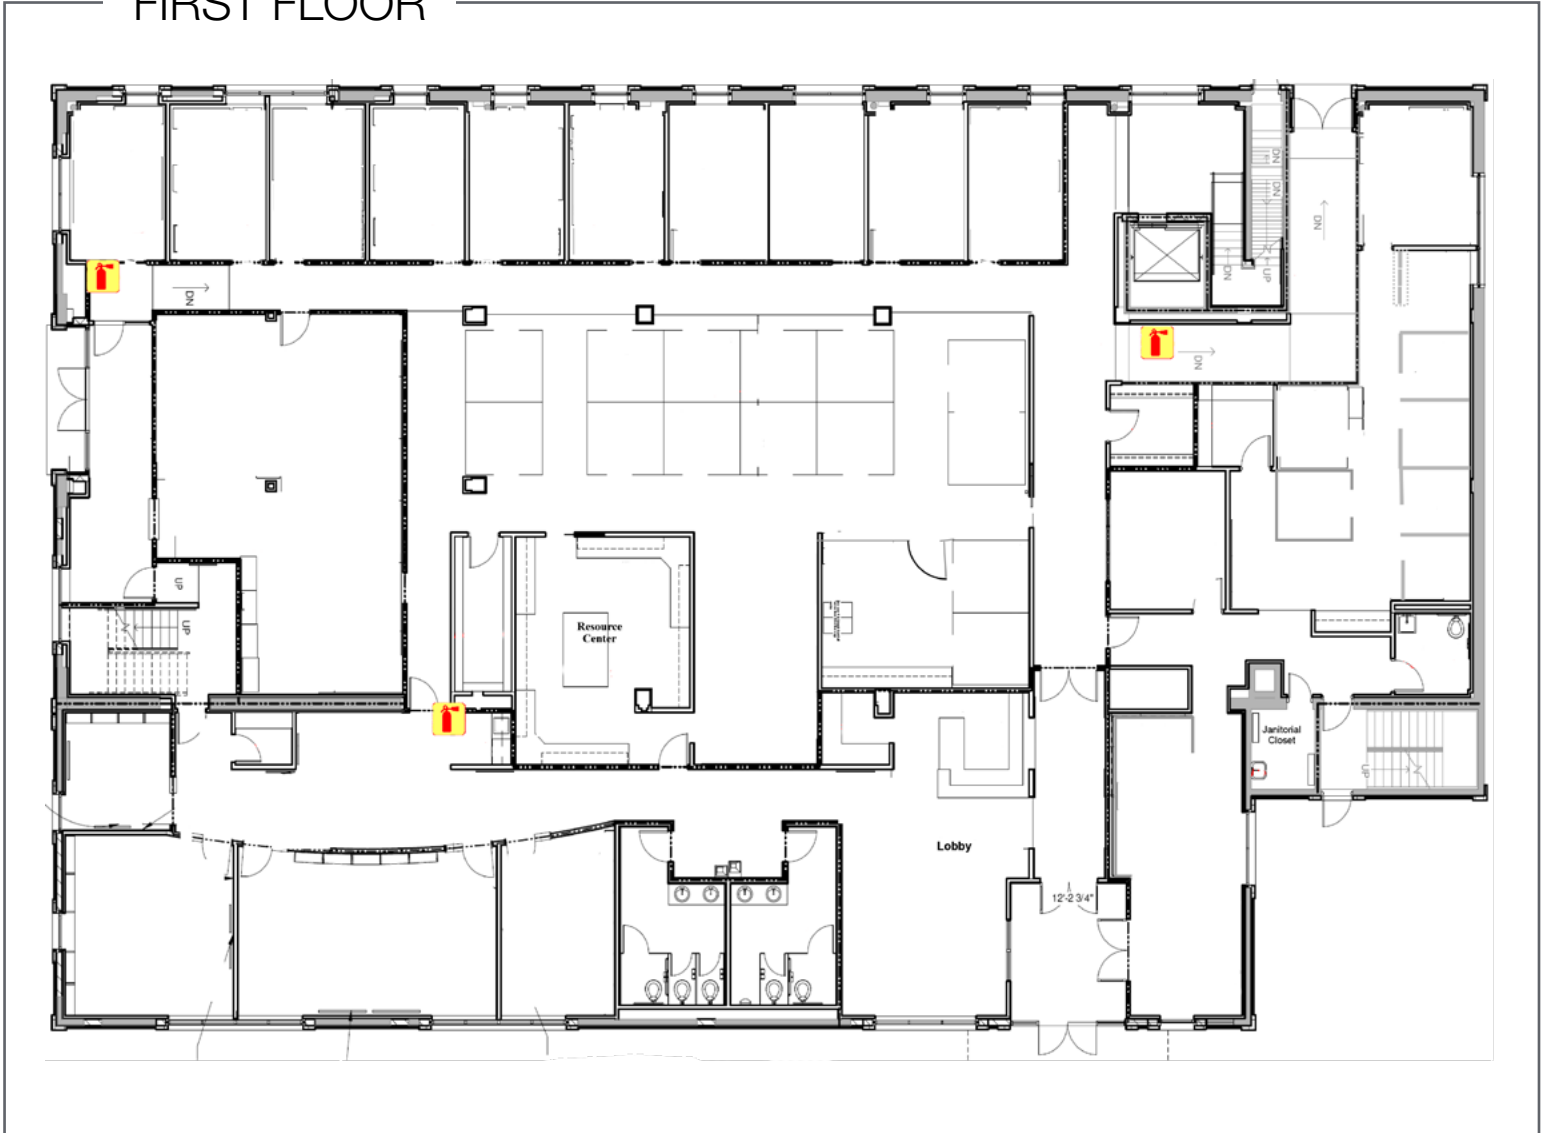 FIRST FLOOR
DN
DN
DN
DN
UP
DN
DN
UP
UP
Resource
Center
Janitorial
Closet
UP
Lobby
12'-2 3/4"